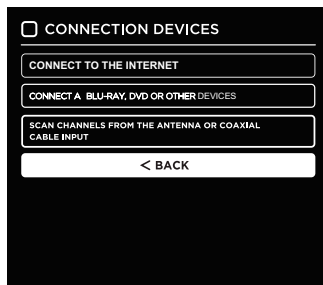 CONNECTION DEVICES
CONNECT TO THE INTERNET
CONNECT A BLU-RAY, DVD OR OTHER DEVICES
SCAN CHANNELS FROM THE ANTENNA OR COAXIAL
CABLE INPUT
< BACK